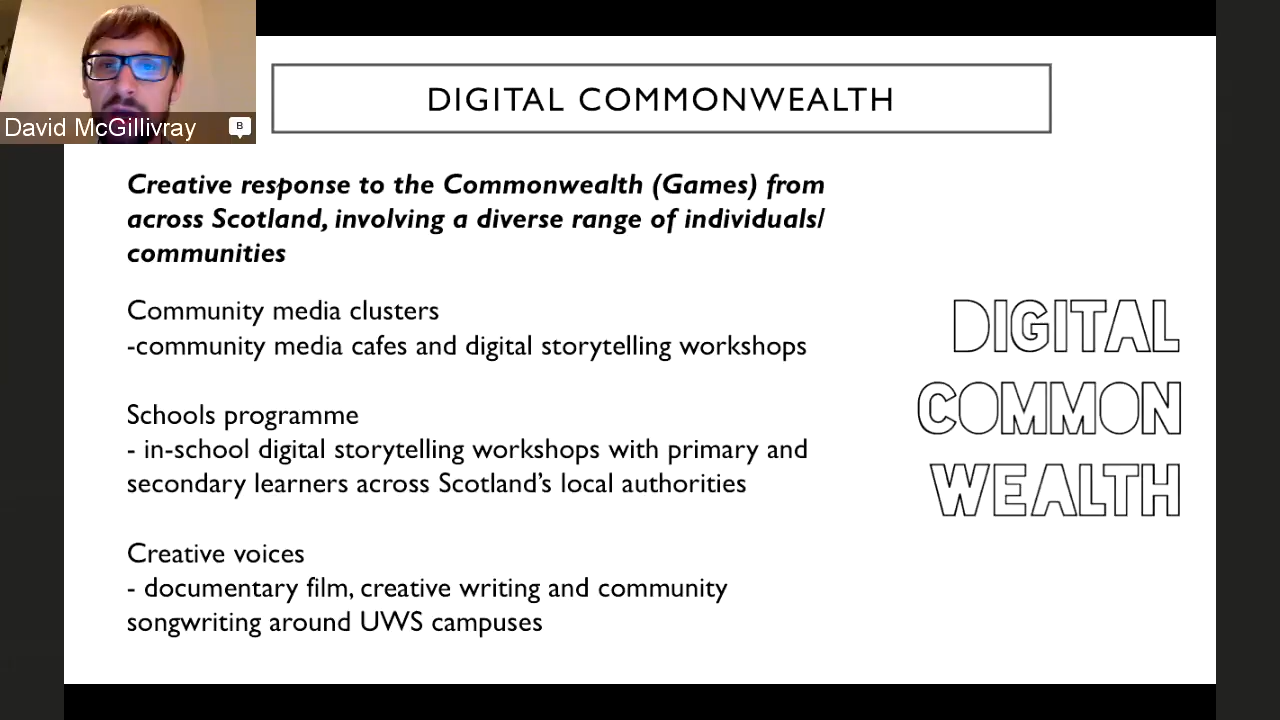 David McGillivray
B
DIGITAL COMMONWEALTH
Creative response to the Commonwealth (Games) from
across Scotland, involving a diverse range of individuals/
communities
Community media clusters
-community media cafes and digital storytelling workshops
Schools programme
- in-school digital storytelling workshops with primary and
secondary learners across Scotland’s local authorities
Creative voices
- documentary film, creative writing and community
songwriting around UWS campuses
DIGITAL
COMMON
WEALTH